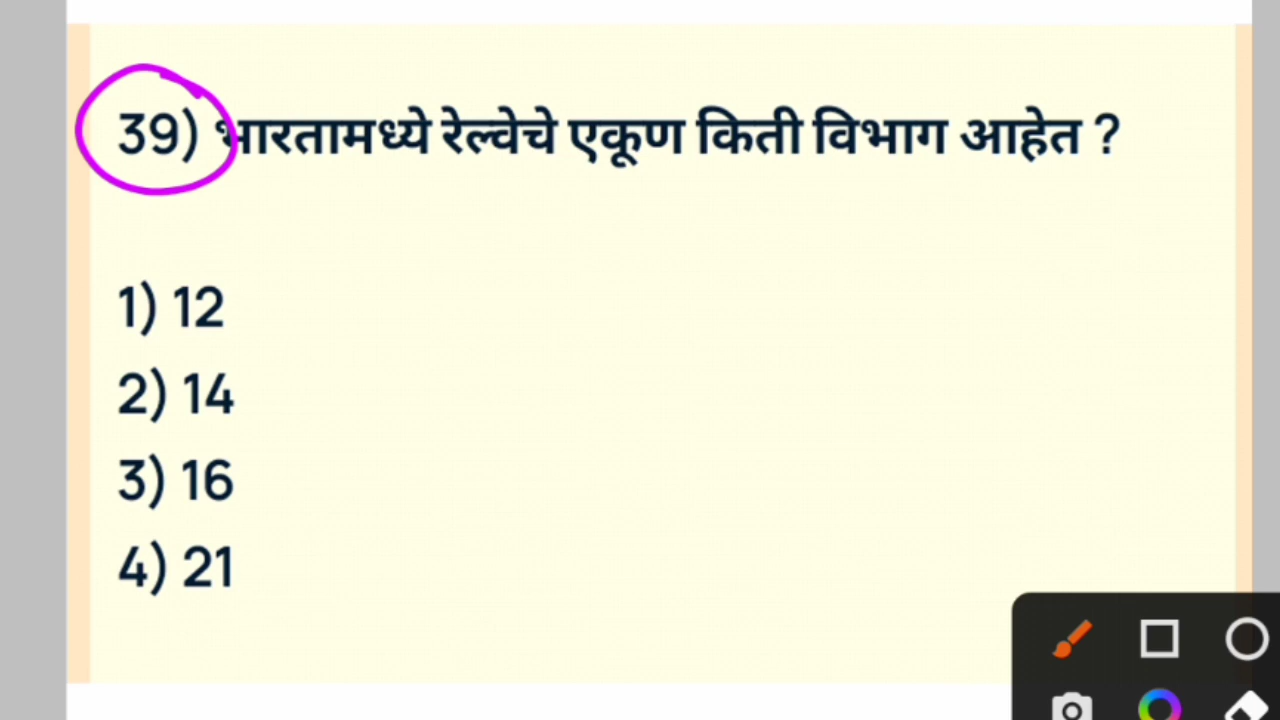 39) भारतामध्ये रेल्वेचे एकूण किती विभाग आहेत ?
1) 12
2) 14
3) 16
4) 21